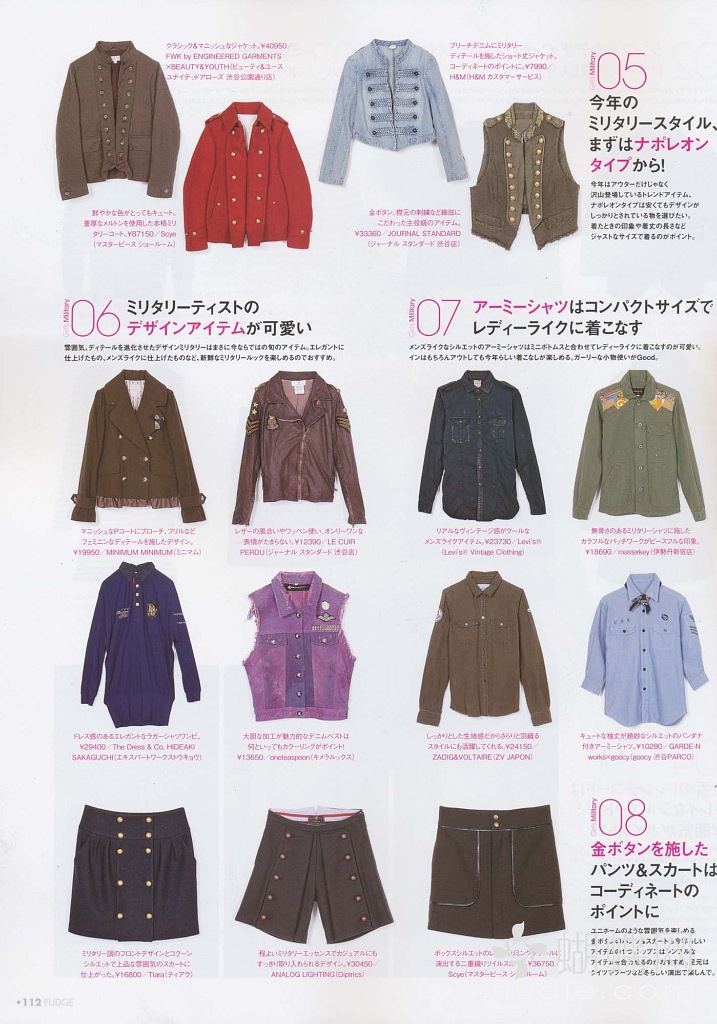 クラシック&マニッシュなジャケット。¥40950/
FWK by ENGINEERED GARMENTS
×BEAUTY&YOUTH(ビューティ&ユース
ユナイテッドアローズ 渋谷公園通り店)
ブリーチデニムにミリタリー
ディテールを施したショート丈ジャケット。
コーディネートのポイントに。¥7990/
H&M(H&M カスタマーサービス)
Girl's Military
05
今年の
ミリタリースタイル、
まずはナポレオン
タイプから!
今年はアウターだけじゃなく
沢山登場しているトレンドアイテム。
ナポレオンタイプは安くてもデザインが
しっかりとされている物を選びたい。
着たときの印象や着丈の長さなど
ジャストなサイズで着るのがポイント。
鮮やかな色がとってもキュート。
重厚なメルトンを使用した本格ミリ
タリーコート。¥87150/Scye
(マスターピース ショールーム)
金ボタン、襟元の刺繍など細部に
こだわった主役級のアイテム。
¥33360/JOURNAL STANDARD
(ジャーナル スタンダード 渋谷店)
Girl's Military
06
ミリタリーティストの
デザインアイテムが可愛い
雰囲気、ディテールを進化させたデザインミリタリーはまさに今ならではの旬のアイテム。エレガントに
仕上げたもの、メンズライクに仕上げたものなど、新鮮なミリタリールックを楽しめるのでおすすめ。
Girl's Military
07
アーミーシャツはコンパクトサイズで
レディーライクに着こなす
メンズライクなシルエットのアーミーシャツはミニボトムスと合わせてレディーライクに着こなすのが可愛い。
インはもちろんアウトしても今年らしい着こなしが楽しめる。ガーリーな小物使いがGood。
マニッシュなPコートにブローチ、フリルなど
フェミニンなディテールを施したデザイン。
¥19950/MINIMUM MINIMUM(ミニマム)
レザーの風合いやワッペン使い、オンリーワンな
表情がたまらない。¥12390/LE CUIR
PERDU(ジャーナル スタンダード 渋谷店)
リアルなヴィンテージ感がクールな
メンズライクアイテム。¥23730/Levi's®
(Levi's® Vintage Clothing)
無骨さのあるミリタリーシャツに施した
カラフルなパッチワークがピースフルな印象。
¥18690/masterkey(伊勢丹新宿店)
ドレス感のあるエレガントなラガーシャツワンピ。
¥29400/The Dress & Co. HIDEAKI
SAKAGUCHI(エキスパートワークストウキョウ)
大胆な加工が魅力的なデニムベストは
何といってもカラーリングがポイント!
¥13650/oneteaspoon(キメラルックス)
しっかりとした生地感だからさらり羽織る
スタイルにも活躍してくれる。¥24150/
ZADIG&VOLTAIRE(ZV JAPON)
キュートな袖丈が絶妙なシルエットのバンダナ
付きアーミーシャツ。¥10290/GARDE-N
works×goocy(goocy 渋谷PARCO)
Girl's Military
08
金ボタンを施した
パンツ&スカートは
コーディネートの
ポイントに
ユニホームのような雰囲気を楽しめる
ミリタリー調のフロントデザインとコクーン
シルエットで上品な雰囲気のスカートに
仕上がった。¥16800/Tiara(ティアラ)
程よいミリタリーエッセンスでカジュアルにも
すっきり取り入れられるデザイン。¥30450/
ANALOG LIGHTING(Diptrics)
ボックスシルエットの
演出する二重織りツイル ¥36750/
Scye(マスターピース ショールーム)
112 FUDGE